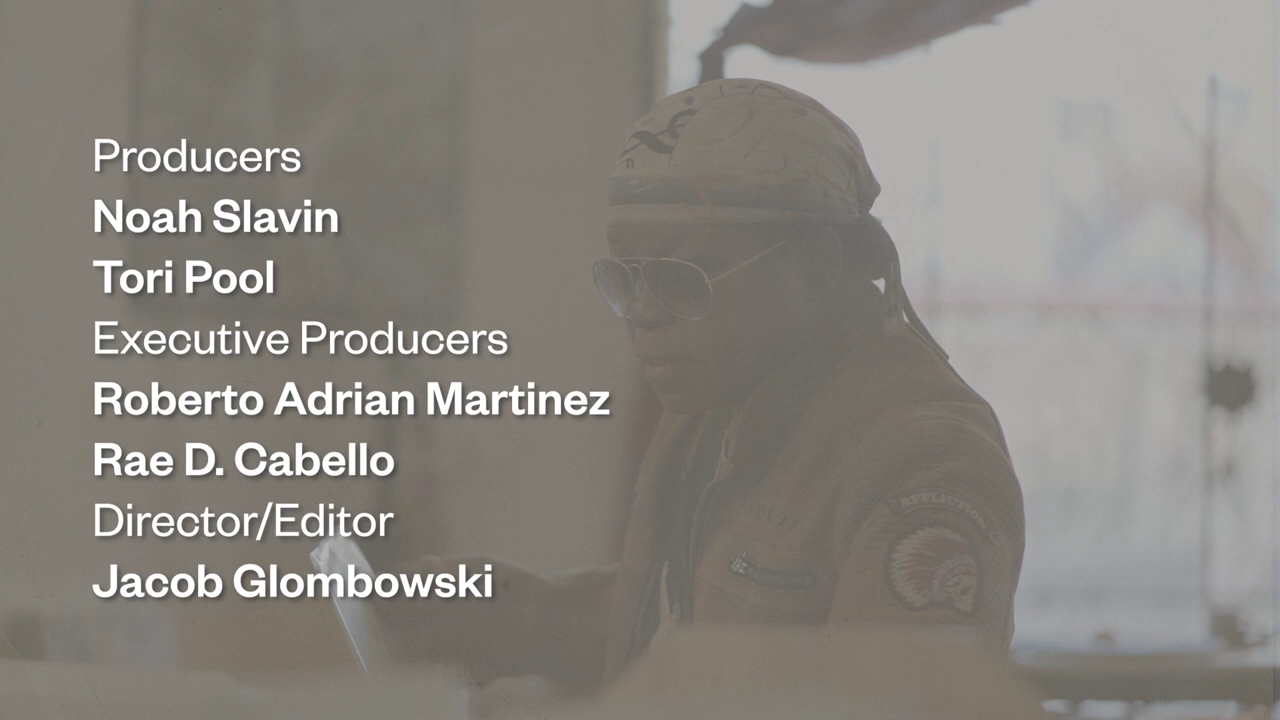 Producers
Noah Slavin
Tori Pool
Executive Producers
Roberto Adrian Martinez
Rae D. Cabello
Director/Editor
Jacob Glombowski
AFFLICTION